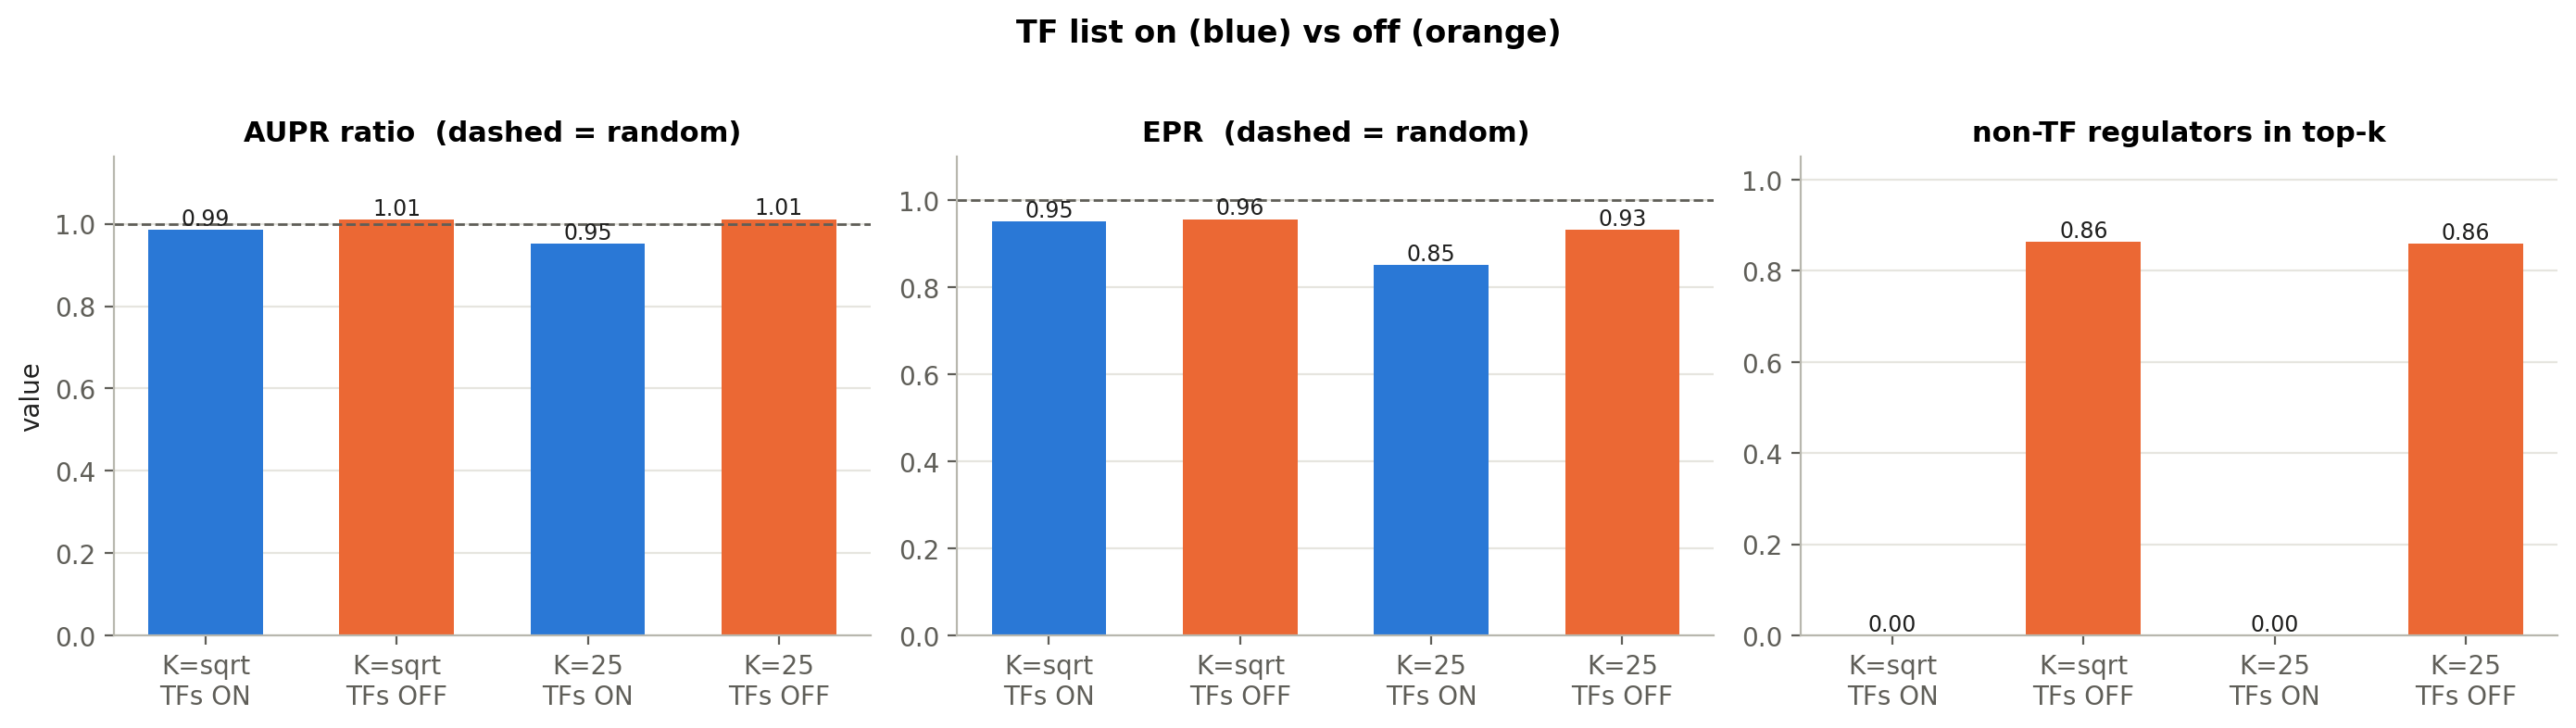 TF list on (blue) vs off (orange)
AUPR ratio  (dashed = random)
value
1.0
0.8
0.6
0.4
0.2
0.0
0.99
1.01
0.95
1.01
K=sqrt
TFs ON
K=sqrt
TFs OFF
K=25
TFs ON
K=25
TFs OFF
EPR  (dashed = random)
1.0
0.8
0.6
0.4
0.2
0.0
0.95
0.96
0.85
0.93
K=sqrt
TFs ON
K=sqrt
TFs OFF
K=25
TFs ON
K=25
TFs OFF
non-TF regulators in top-k
1.0
0.8
0.6
0.4
0.2
0.0
0.00
0.86
0.00
0.86
K=sqrt
TFs ON
K=sqrt
TFs OFF
K=25
TFs ON
K=25
TFs OFF